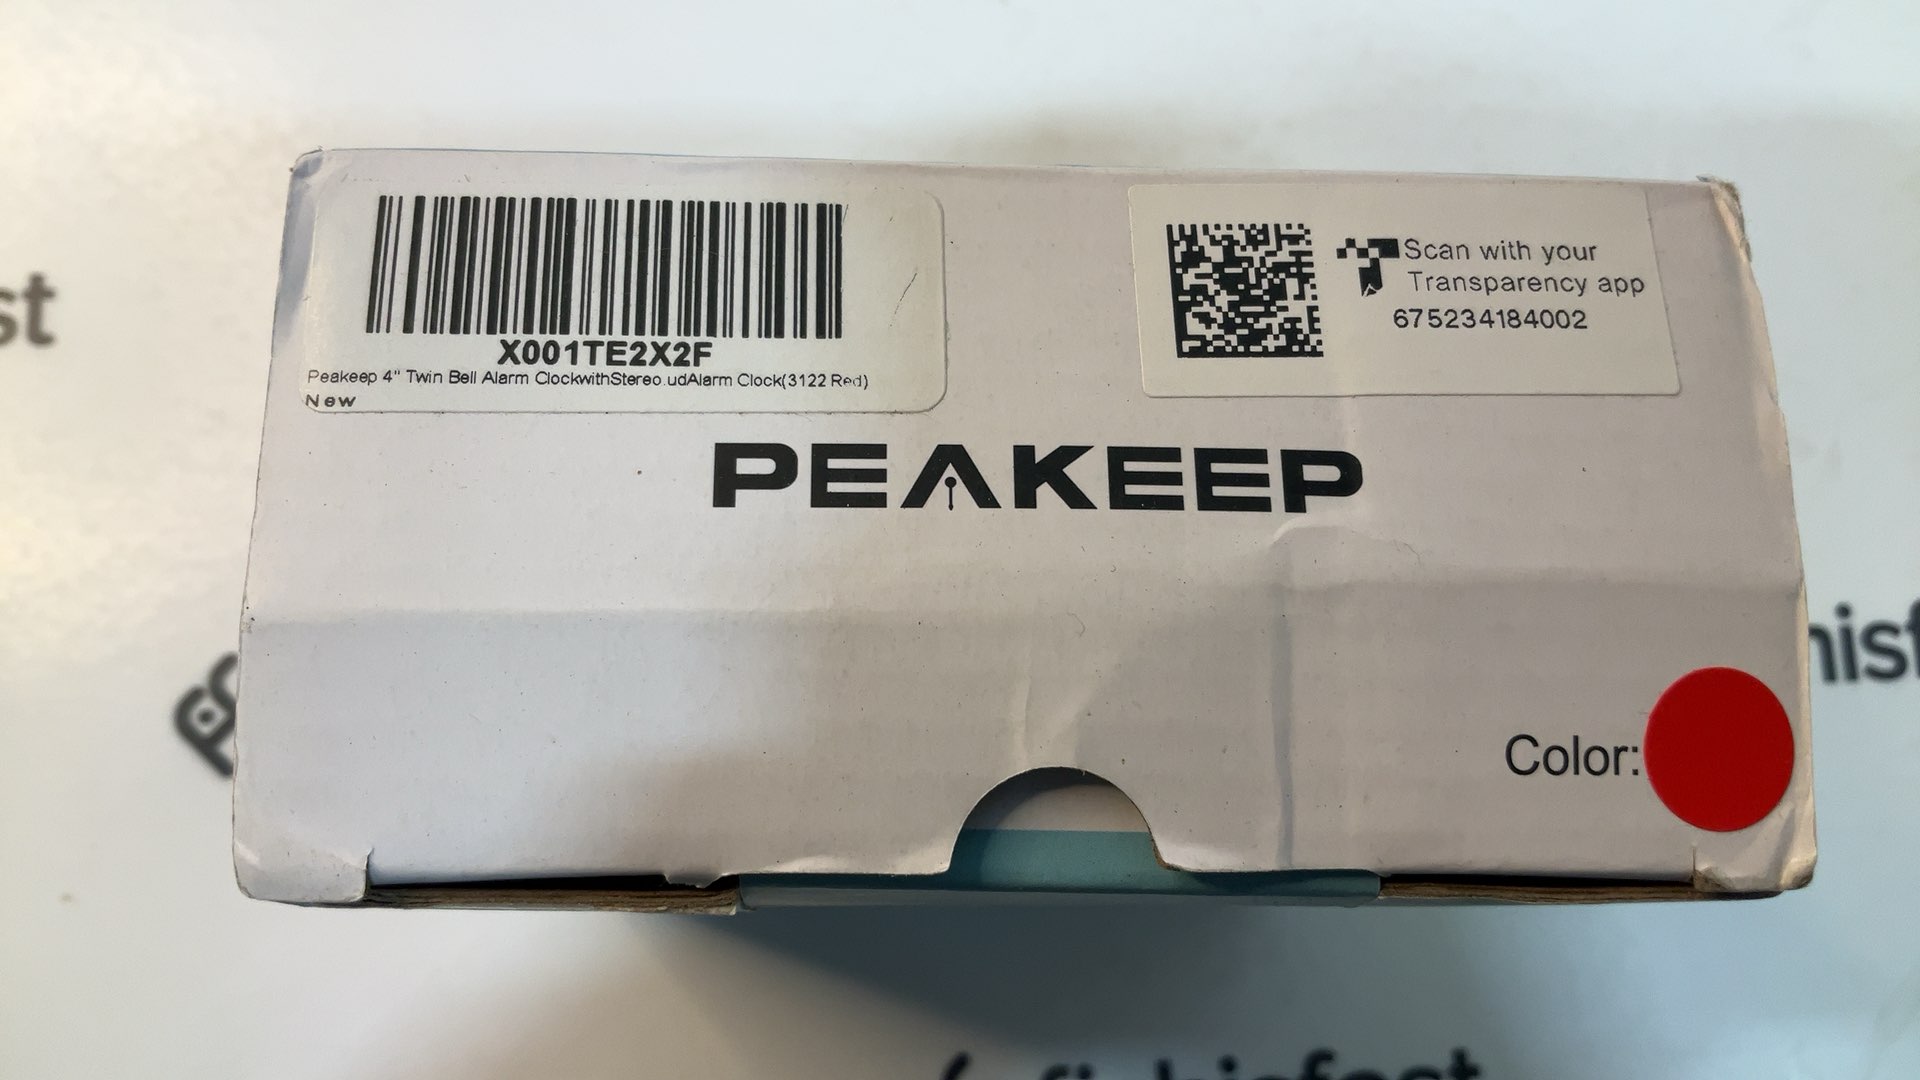 X001TE2X2F
Peakeep 4" Twin Bell Alarm ClockwithStereo.udAlarm Clock(3122 Red)
New
Scan with your
Transparency app
675234184002
PEAKEEP
Color: